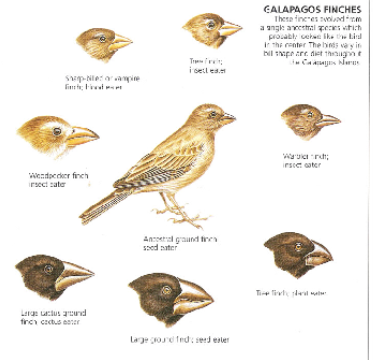 GALAPAGOS FINCHES
These finches evolved from
a single ancestral species which
probably looked like the bird
in the center. The birds vary in
bill shape and diet throughout
the Galapagos Islands.
Sharp-billed or vampire
finch; blood eater
Tree finch;
insect eater
Woodpecker finch
insect eater
Warbler finch;
insect eater
Ancestral ground finch
seed eater
Large cactus ground
finch cactus eater
Tree finch; plant eater
Large ground finch; seed eater